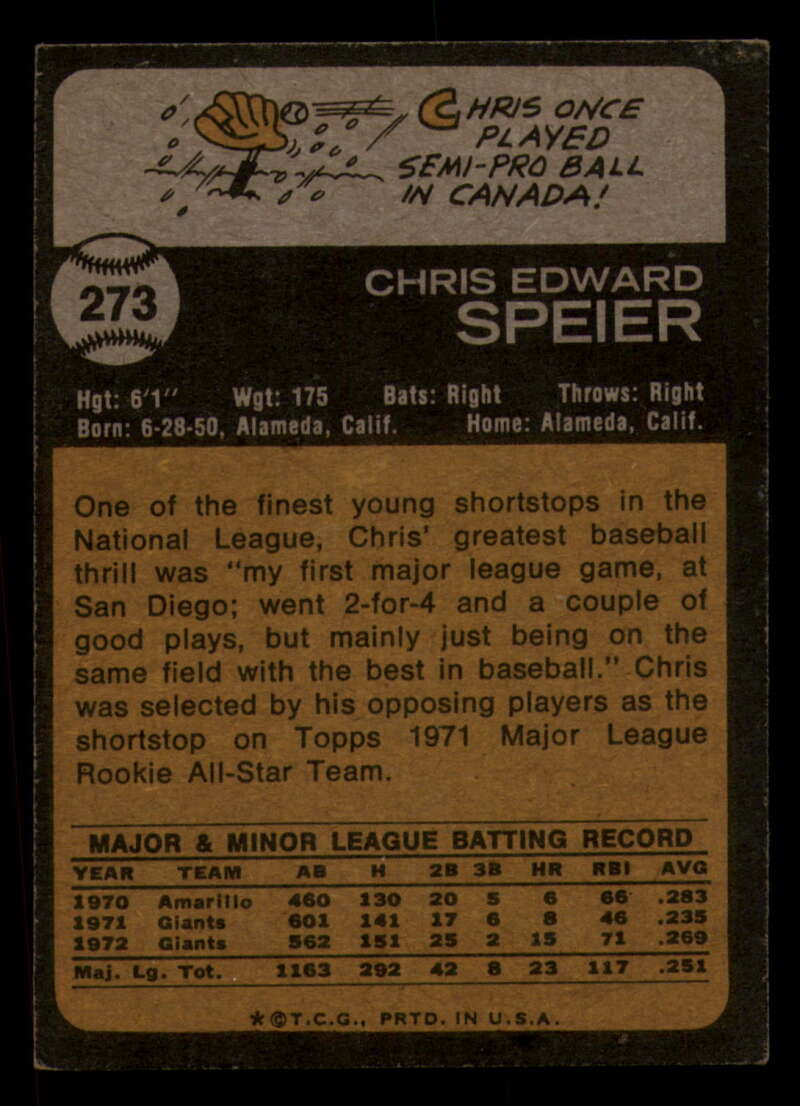 CHRIS ONCE
PLAYED
SEMI-PRO BALL
IN CANADA!
273
CHRIS EDWARD
SPEIER
Hgt: 6'1" Wgt: 175 Bats: Right Throws: Right
Born: 6-28-50, Alameda, Calif. Home: Alameda, Calif.
One of the finest young shortstops in the
National League, Chris' greatest baseball
thrill was "my first major league game, at
San Diego; went 2-for-4 and a couple of
good plays, but mainly just being on the
same field with the best in baseball." Chris
was selected by his opposing players as the
shortstop on Topps 1971 Major League
Rookie All-Star Team.
MAJOR & MINOR LEAGUE BATTING RECORD
YEAR TEAM AB H 2B 3B HR RBI AVG
1970 Amarillo 460 130 20 5 6 66 .283
1971 Giants 601 141 17 6 8 46 .235
1972 Giants 562 151 25 2 15 71 .269
Maj. Lg. Tot. 1163 292 42 8 23 117 .251
*©T.C.G., PRTD. IN U.S.A.